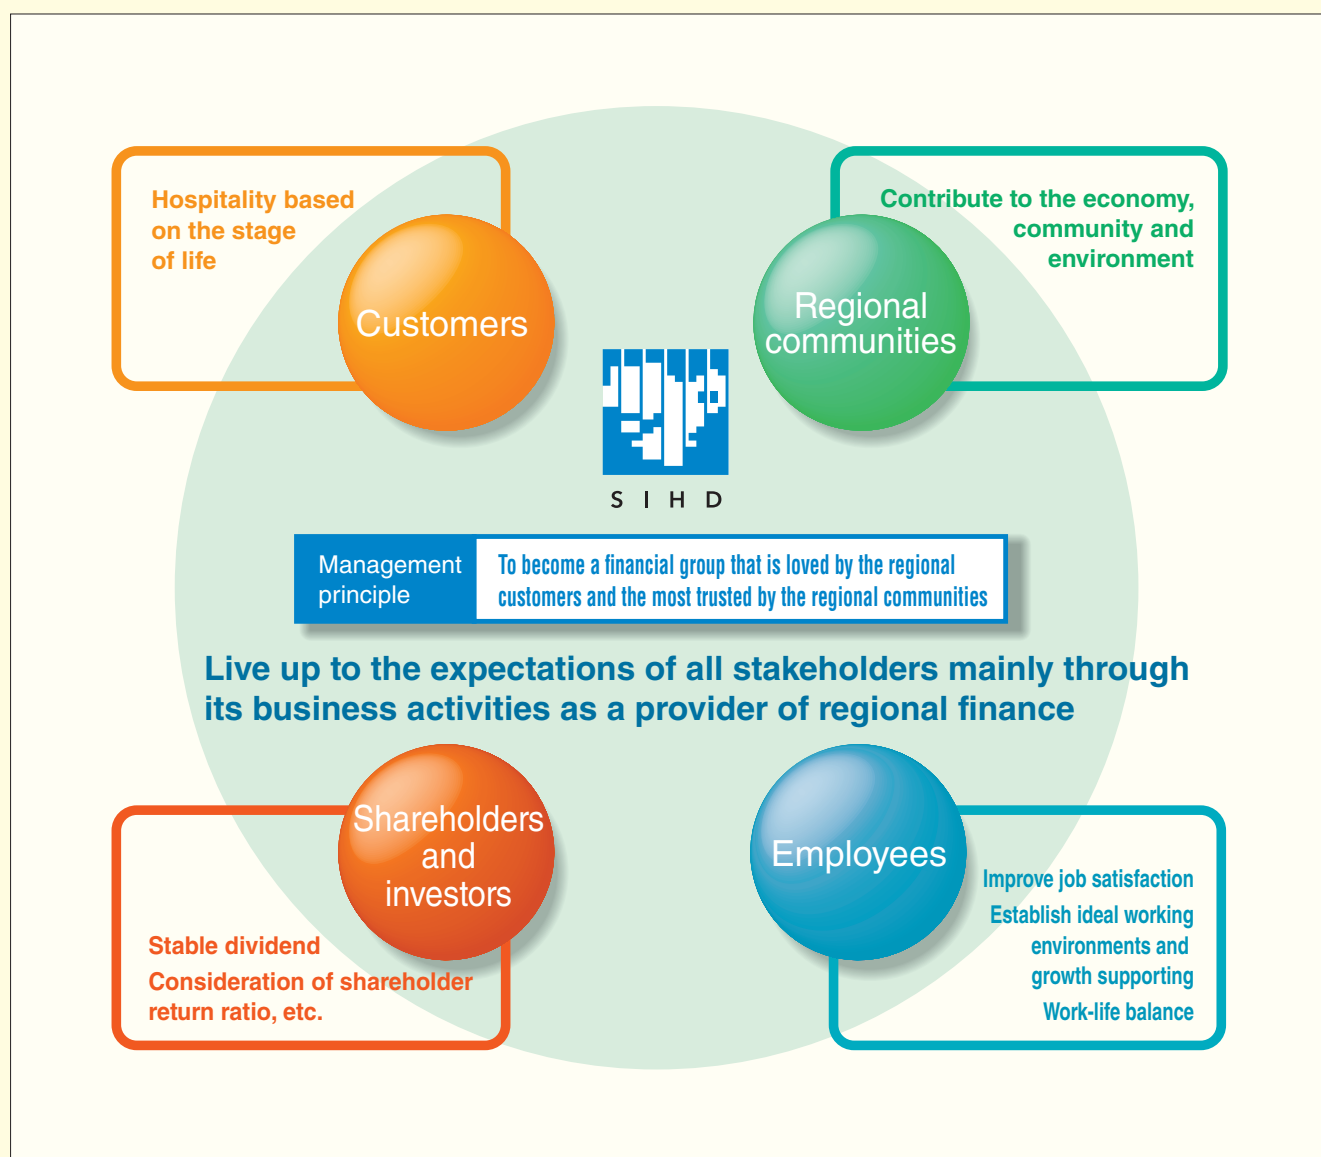 Hospitality based
on the stage
of life
Customers
Contribute to the economy,
community and
environment
Regional
communities
SIHD
Management
principle
To become a financial group that is loved by the regional
customers and the most trusted by the regional communities
Live up to the expectations of all stakeholders mainly through
its business activities as a provider of regional finance
Shareholders
and
investors
Stable dividend
Consideration of shareholder
return ratio, etc.
Employees
Improve job satisfaction
Establish ideal working
environments and
growth supporting
Work-life balance